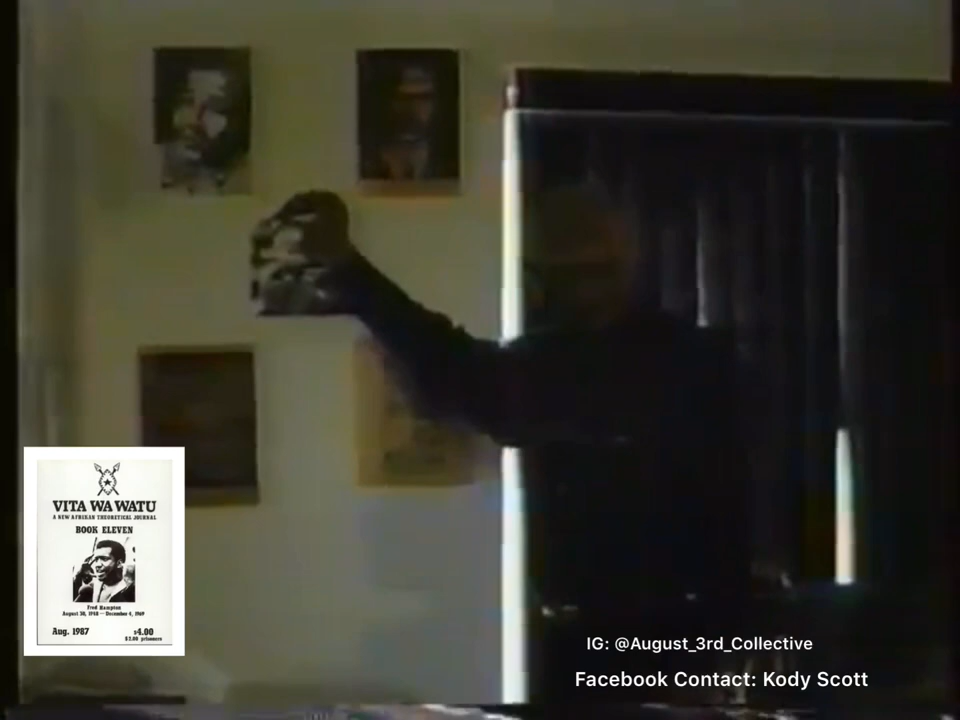 VITA WA WATU
A NEW AFRIKAN THEORETICAL JOURNAL
BOOK ELEVEN
Fred Hampton
August 30, 1948 — December 4, 1969
Aug. 1987
$4.00
$2.00 prisoners
IG: @August_3rd_Collective
Facebook Contact: Kody Scott